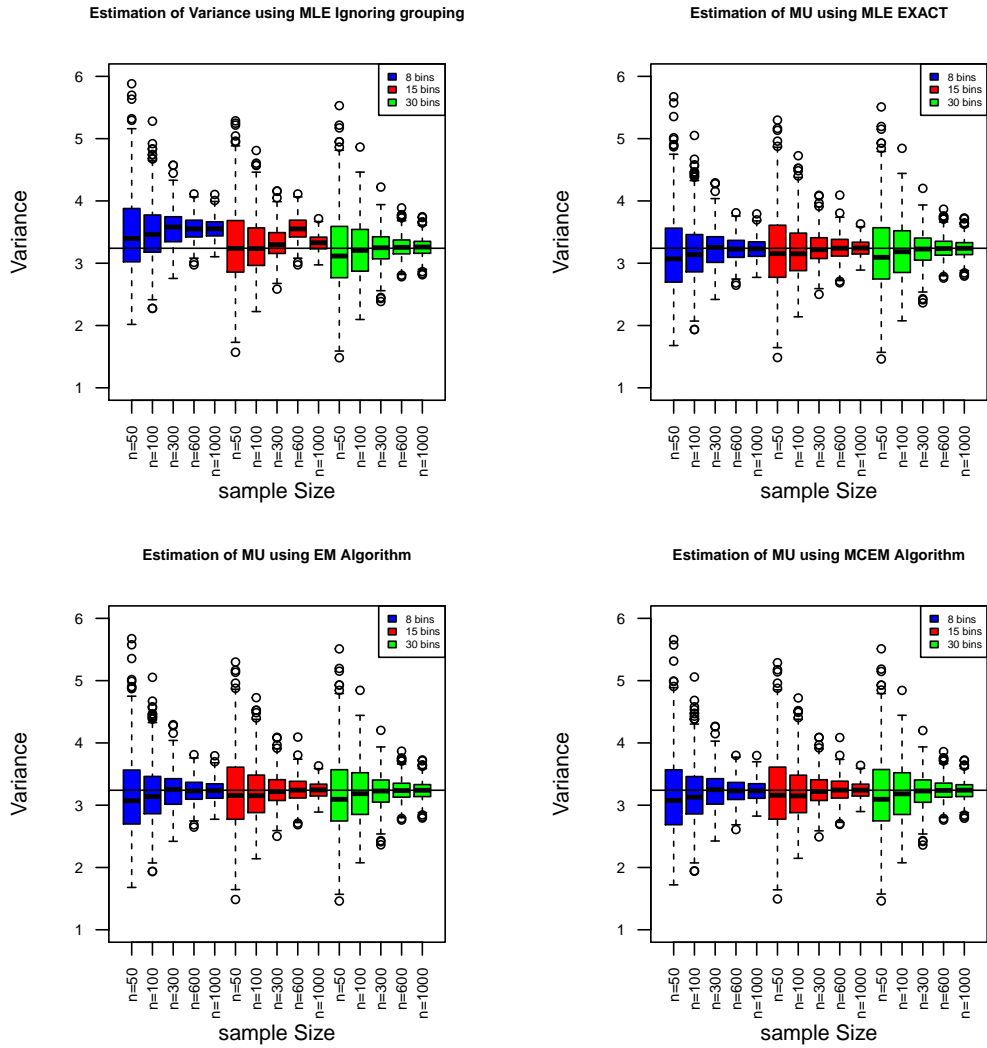 Estimation of Variance using MLE Ignoring grouping
8 bins
15 bins
30 bins
6
5
4
3
2
1
Variance
n=50
n=100
n=300
n=600
n=1000
n=50
n=100
n=300
n=600
n=1000
n=50
n=100
n=300
n=600
n=1000
sample Size
Estimation of MU using MLE EXACT
8 bins
15 bins
30 bins
6
5
4
3
2
1
Variance
n=50
n=100
n=300
n=600
n=1000
n=50
n=100
n=300
n=600
n=1000
n=50
n=100
n=300
n=600
n=1000
sample Size
Estimation of MU using EM Algorithm
8 bins
15 bins
30 bins
6
5
4
3
2
1
Variance
n=50
n=100
n=300
n=600
n=1000
n=50
n=100
n=300
n=600
n=1000
n=50
n=100
n=300
n=600
n=1000
sample Size
Estimation of MU using MCEM Algorithm
8 bins
15 bins
30 bins
6
5
4
3
2
1
Variance
n=50
n=100
n=300
n=600
n=1000
n=50
n=100
n=300
n=600
n=1000
n=50
n=100
n=300
n=600
n=1000
sample Size